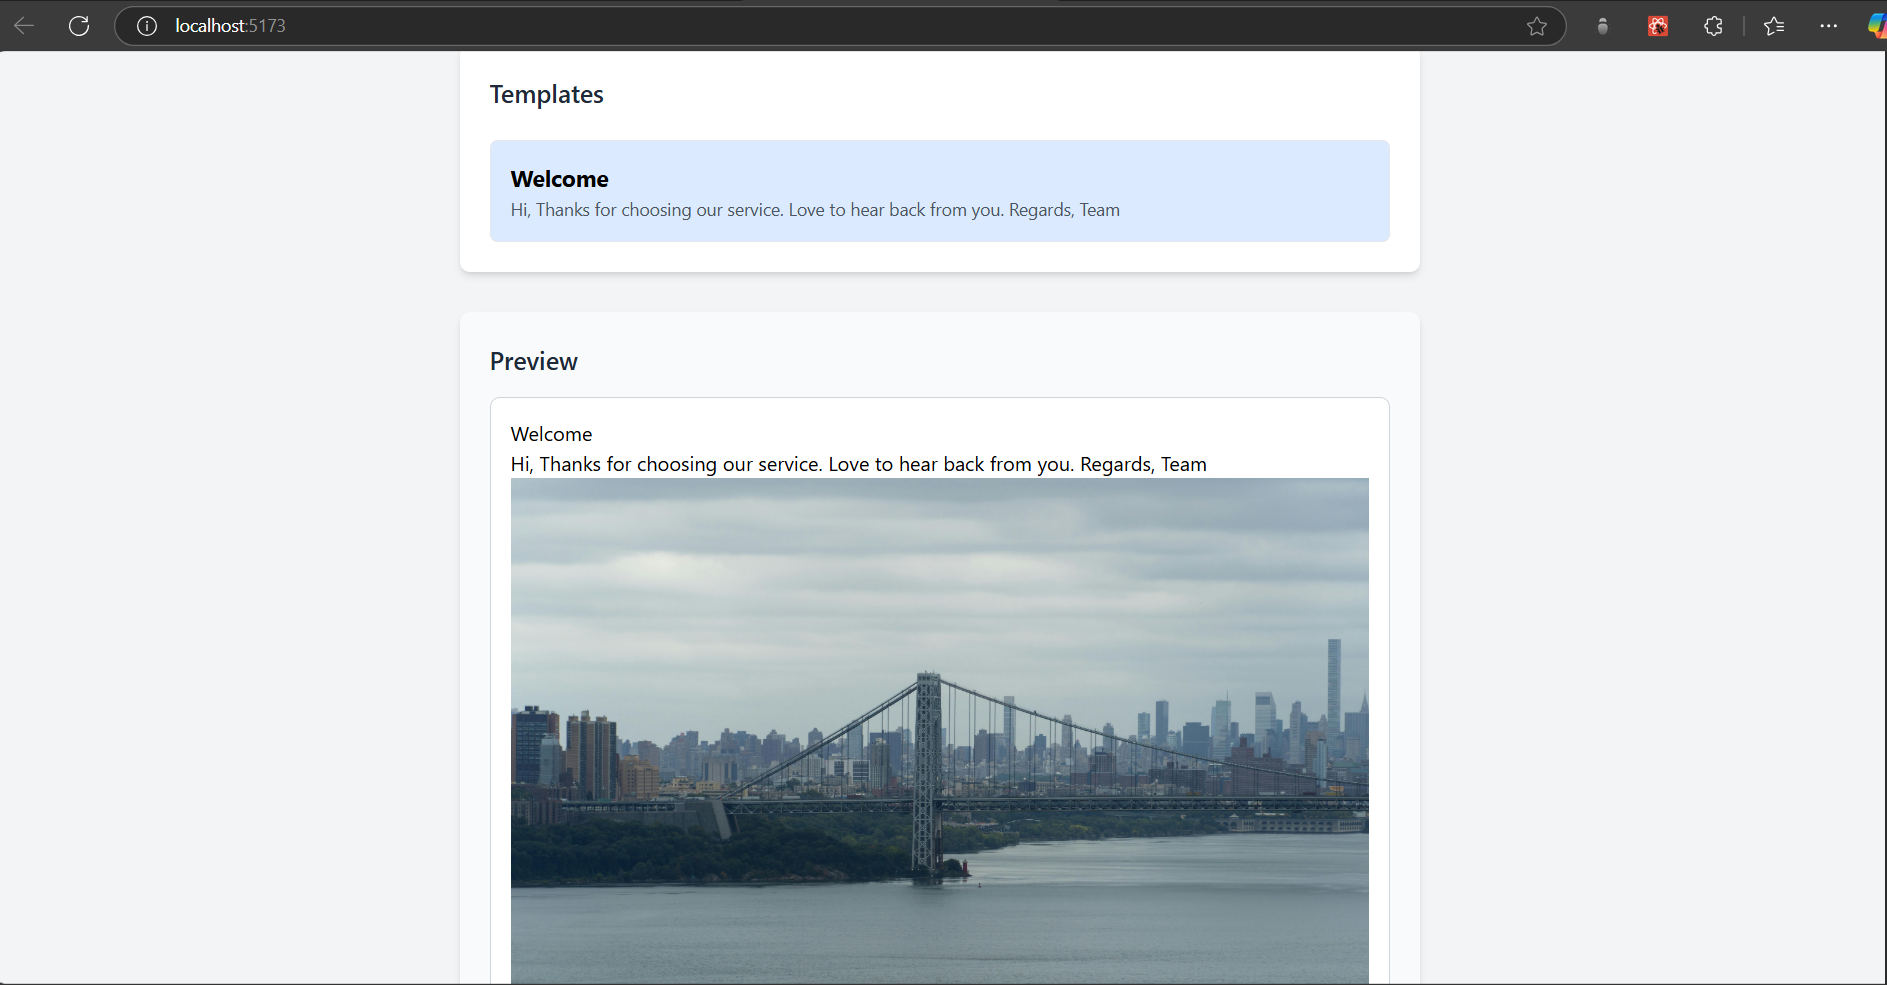 localhost:5173
Templates
Welcome
Hi, Thanks for choosing our service. Love to hear back from you. Regards, Team
Preview
Welcome
Hi, Thanks for choosing our service. Love to hear back from you. Regards, Team